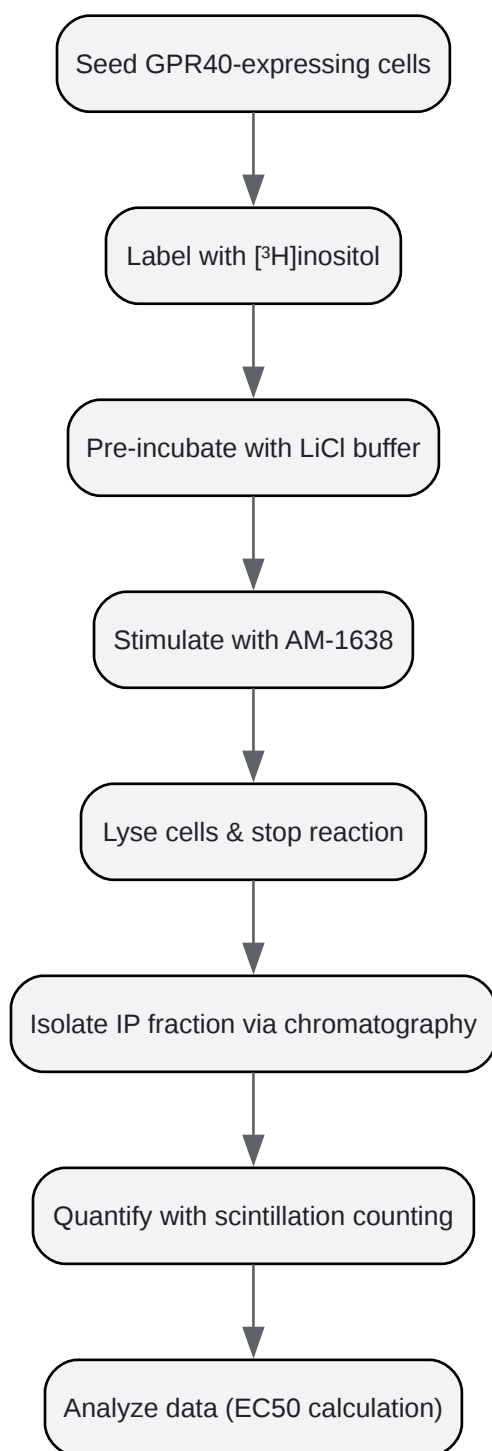 Seed GPR40-expressing cells
Label with [³H]inositol
Pre-incubate with LiCl buffer
Stimulate with AM-1638
Lyse cells & stop reaction
Isolate IP fraction via chromatography
Quantify with scintillation counting
Analyze data (EC50 calculation)